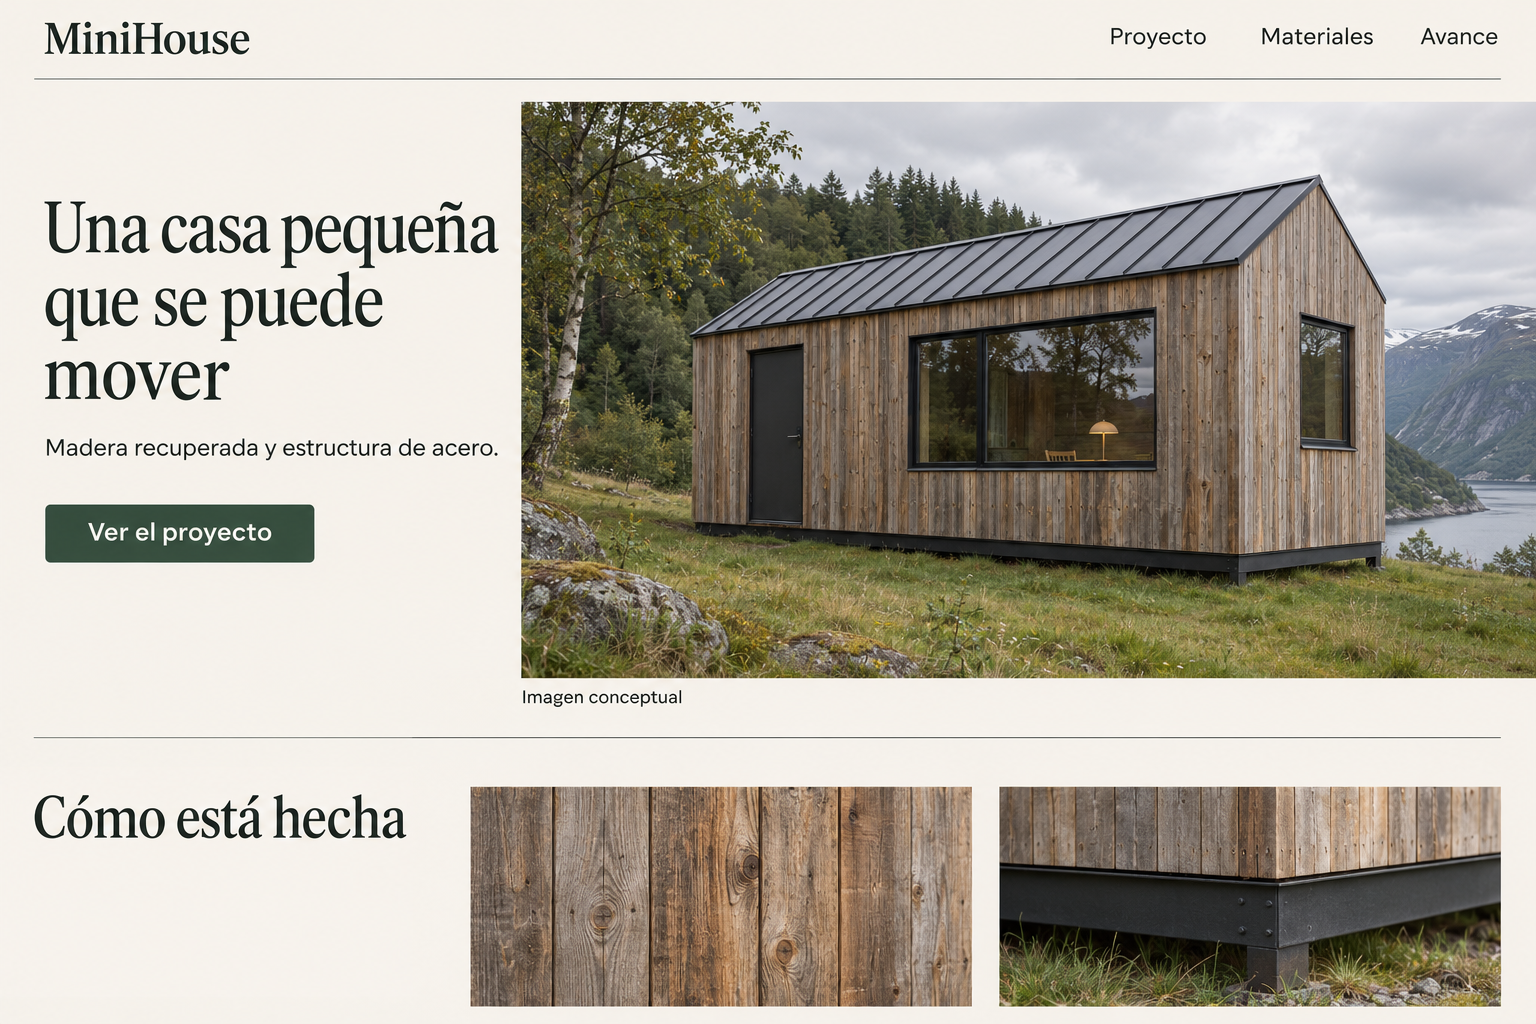 MiniHouse
Proyecto
Materiales
Avance
Una casa pequeña
que se puede
mover
Madera recuperada y estructura de acero.
Ver el proyecto
Imagen conceptual
Cómo está hecha